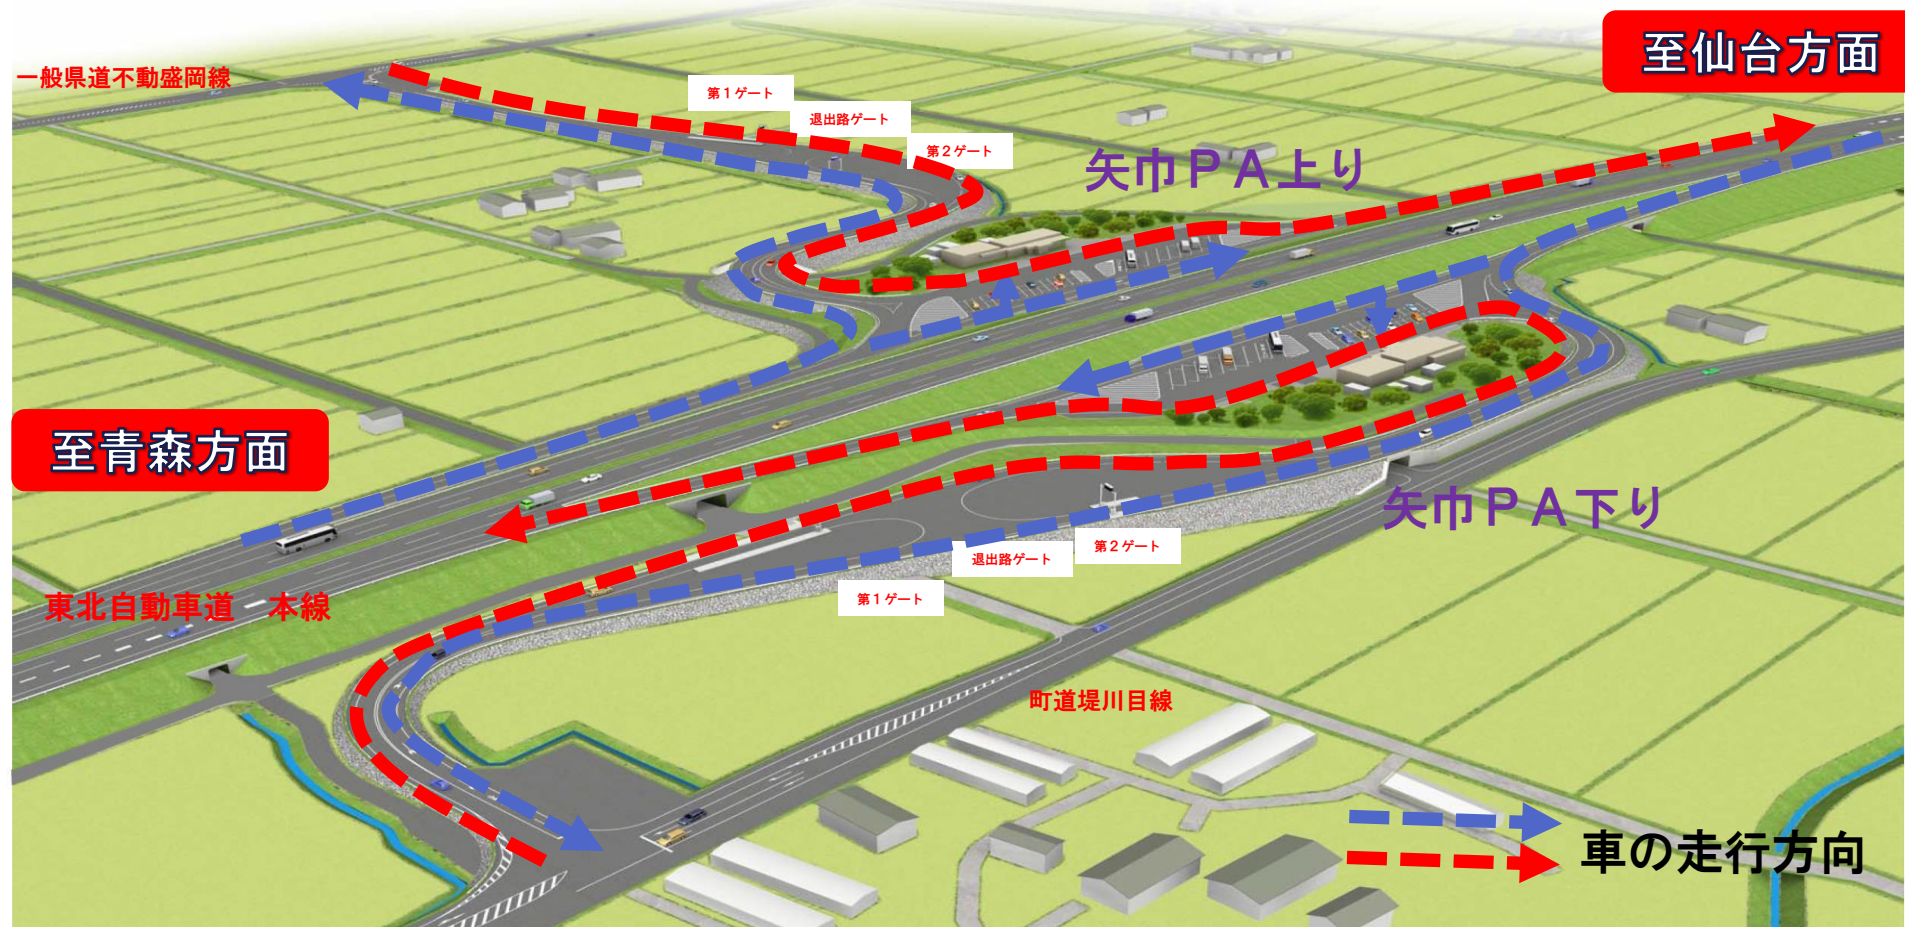 至仙台方面
一般県道不動盛岡線
第1ゲート
退出路ゲート
第2ゲート
矢巾PA上り
至青森方面
矢巾PA下り
第2ゲート
退出路ゲート
第1ゲート
東北自動車道　本線
町道堤川目線
車の走行方向